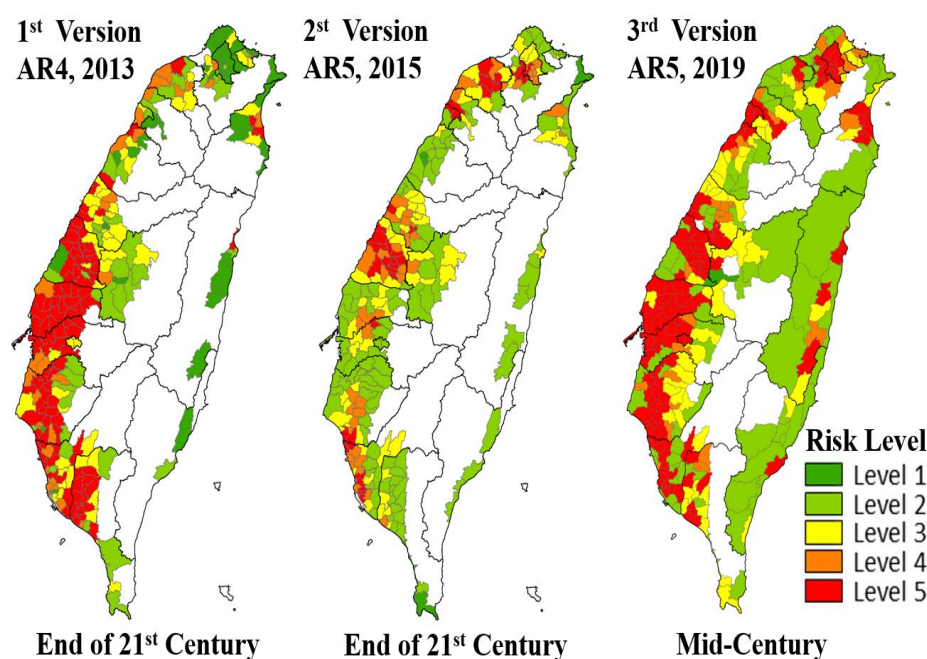 1st Version
AR4, 2013
2st Version
AR5, 2015
3rd Version
AR5, 2019
Risk Level
Level 1
Level 2
Level 3
Level 4
Level 5
End of 21st Century
End of 21st Century
Mid-Century